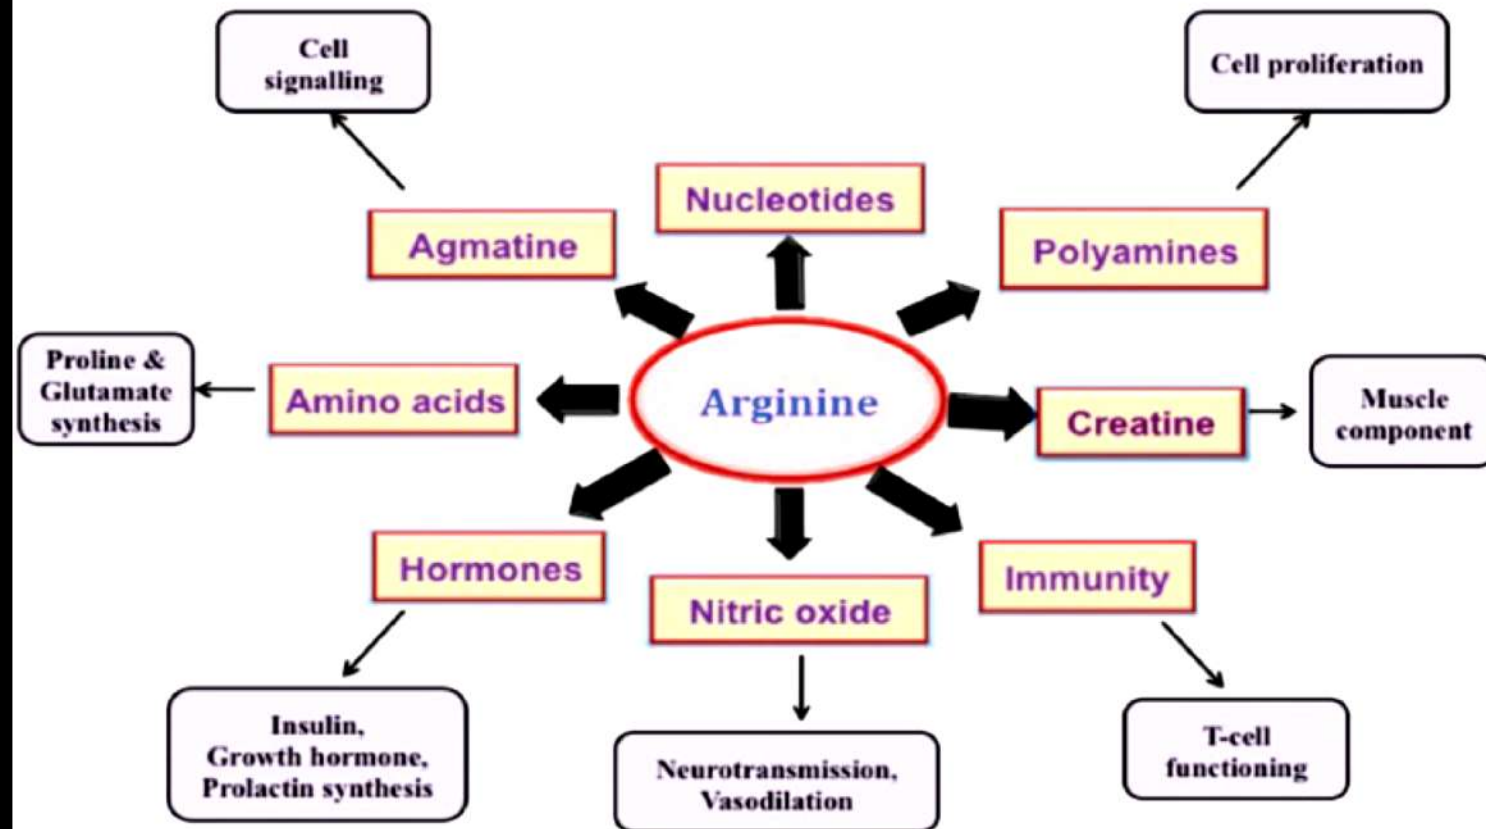 Cell
signalling
Cell proliferation
Nucleotides
Agmatine
Polyamines
Proline &
Glutamate
synthesis
Amino acids
Arginine
Creatine
Muscle
component
Hormones
Nitric oxide
Immunity
Insulin,
Growth hormone,
Prolactin synthesis
Neurotransmission,
Vasodilation
T-cell
functioning